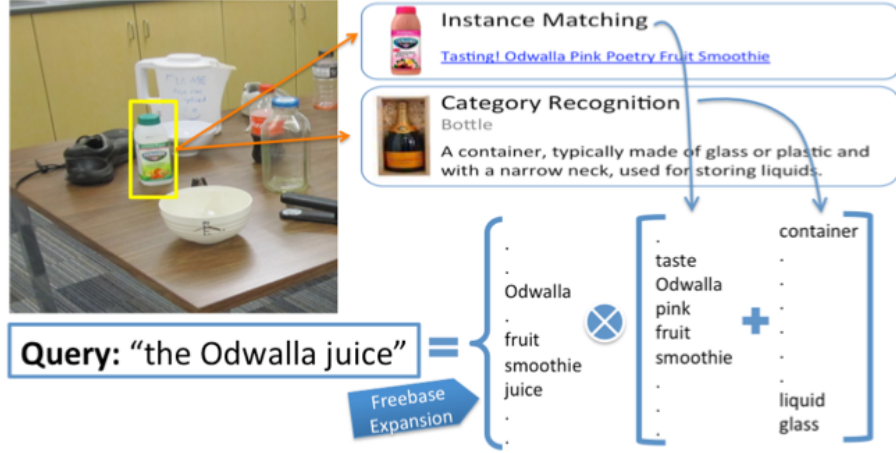 Instance Matching
Tasting! Odwalla Pink Poetry Fruit Smoothie
Category Recognition
Bottle
A container, typically made of glass or plastic and
with a narrow neck, used for storing liquids.
Query: “the Odwalla juice”
=
Freebase
Expansion
.
.
Odwalla
.
fruit
smoothie
juice
.
.
.
taste
Odwalla
pink
fruit
smoothie
.
.
.
+
container
.
.
.
.
.
.
liquid
glass